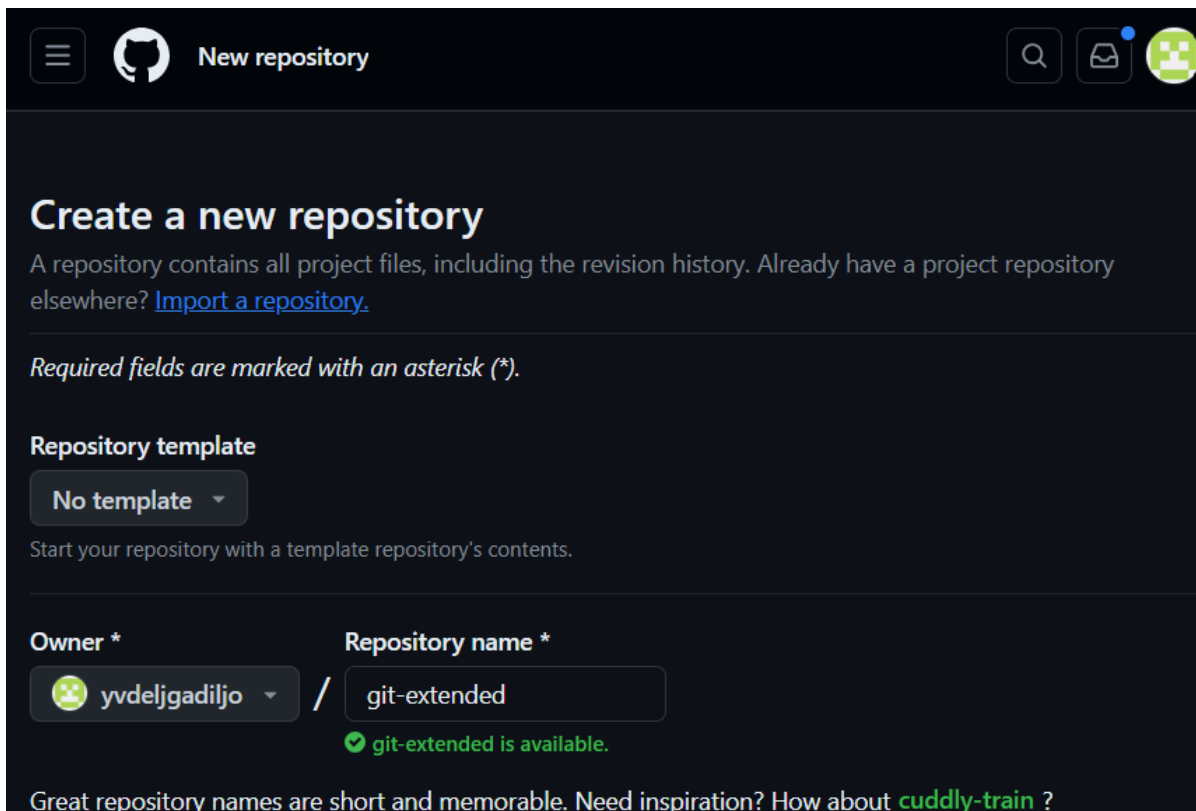 New repository
Create a new repository
A repository contains all project files, including the revision history. Already have a project repository
elsewhere? Import a repository.
Required fields are marked with an asterisk (*).
Repository template
No template
Start your repository with a template repository's contents.
Owner * Repository name *
yvdeljgadiljo / git-extended
git-extended is available.
Great repository names are short and memorable. Need inspiration? How about cuddly-train ?